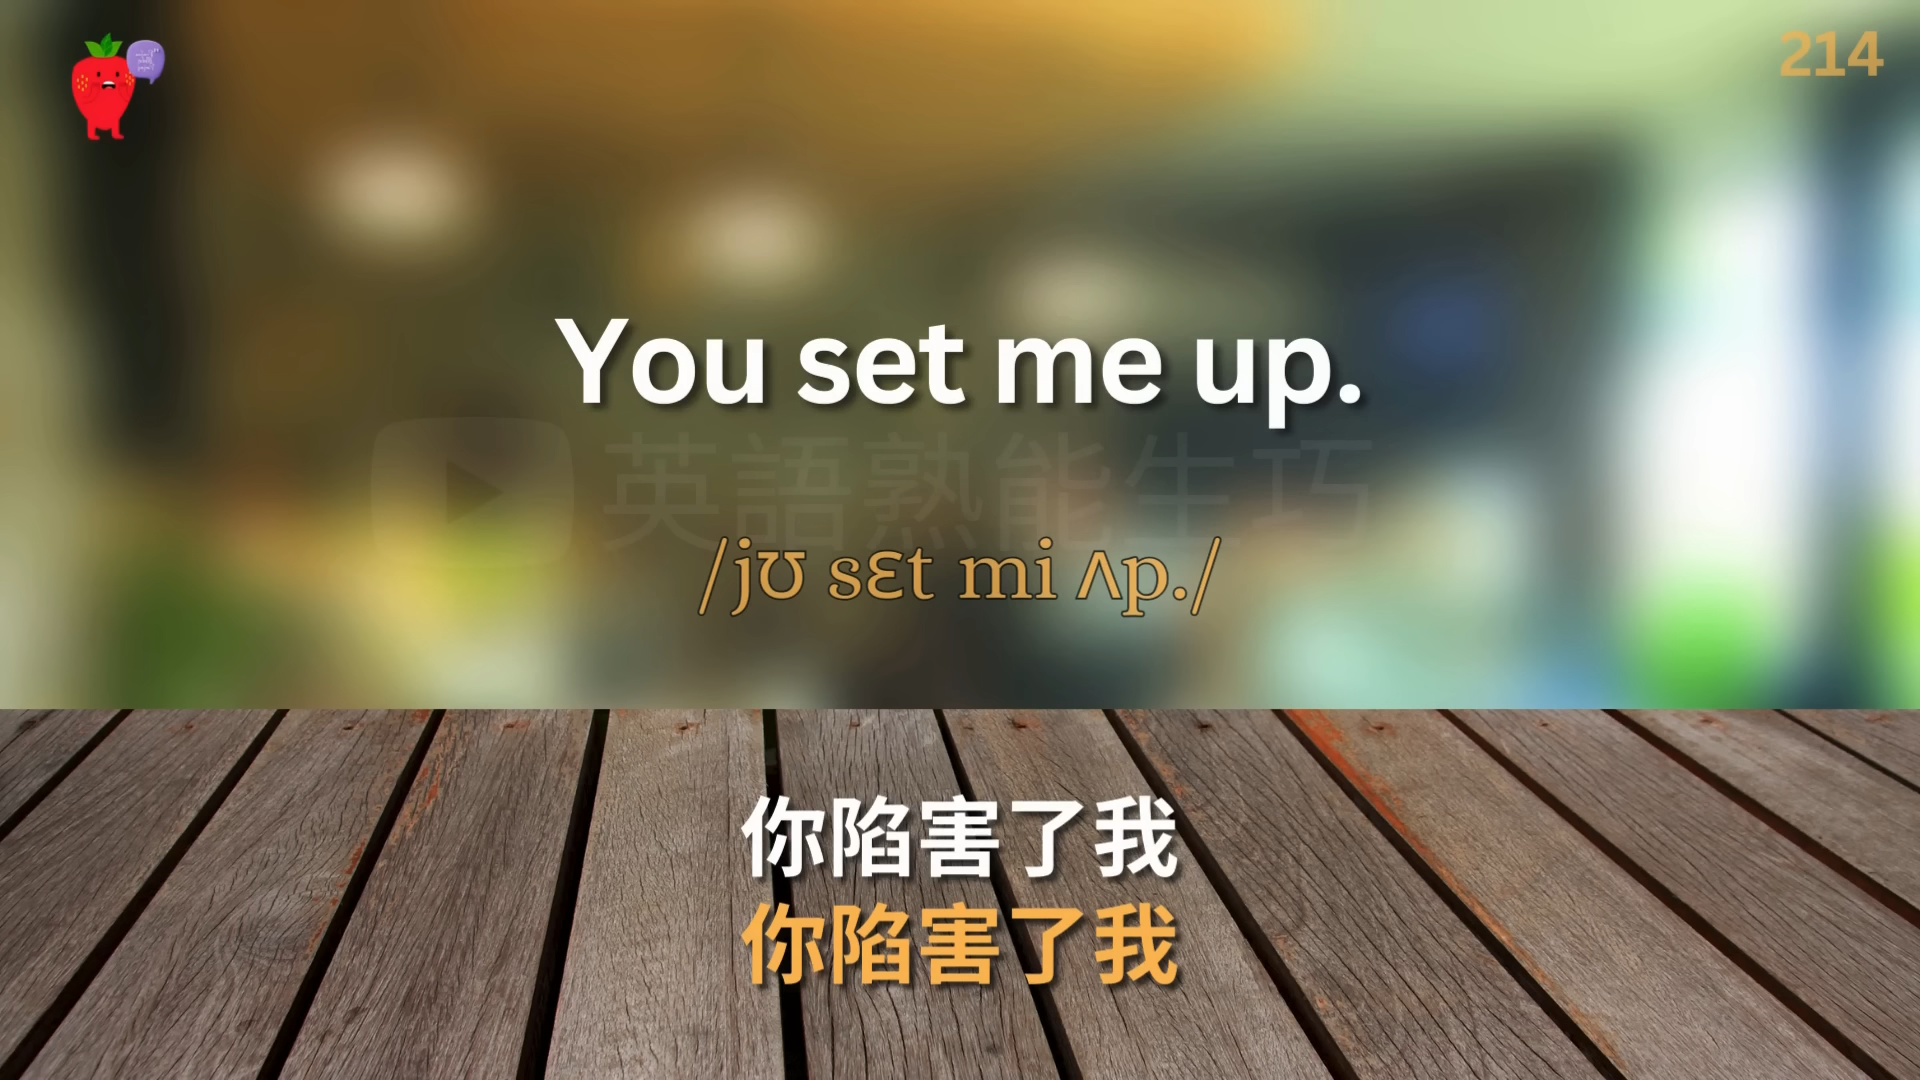 214
You set me up.
英語熟能生巧
/jʊ sɛt mi ʌp./
你陷害了我
你陷害了我